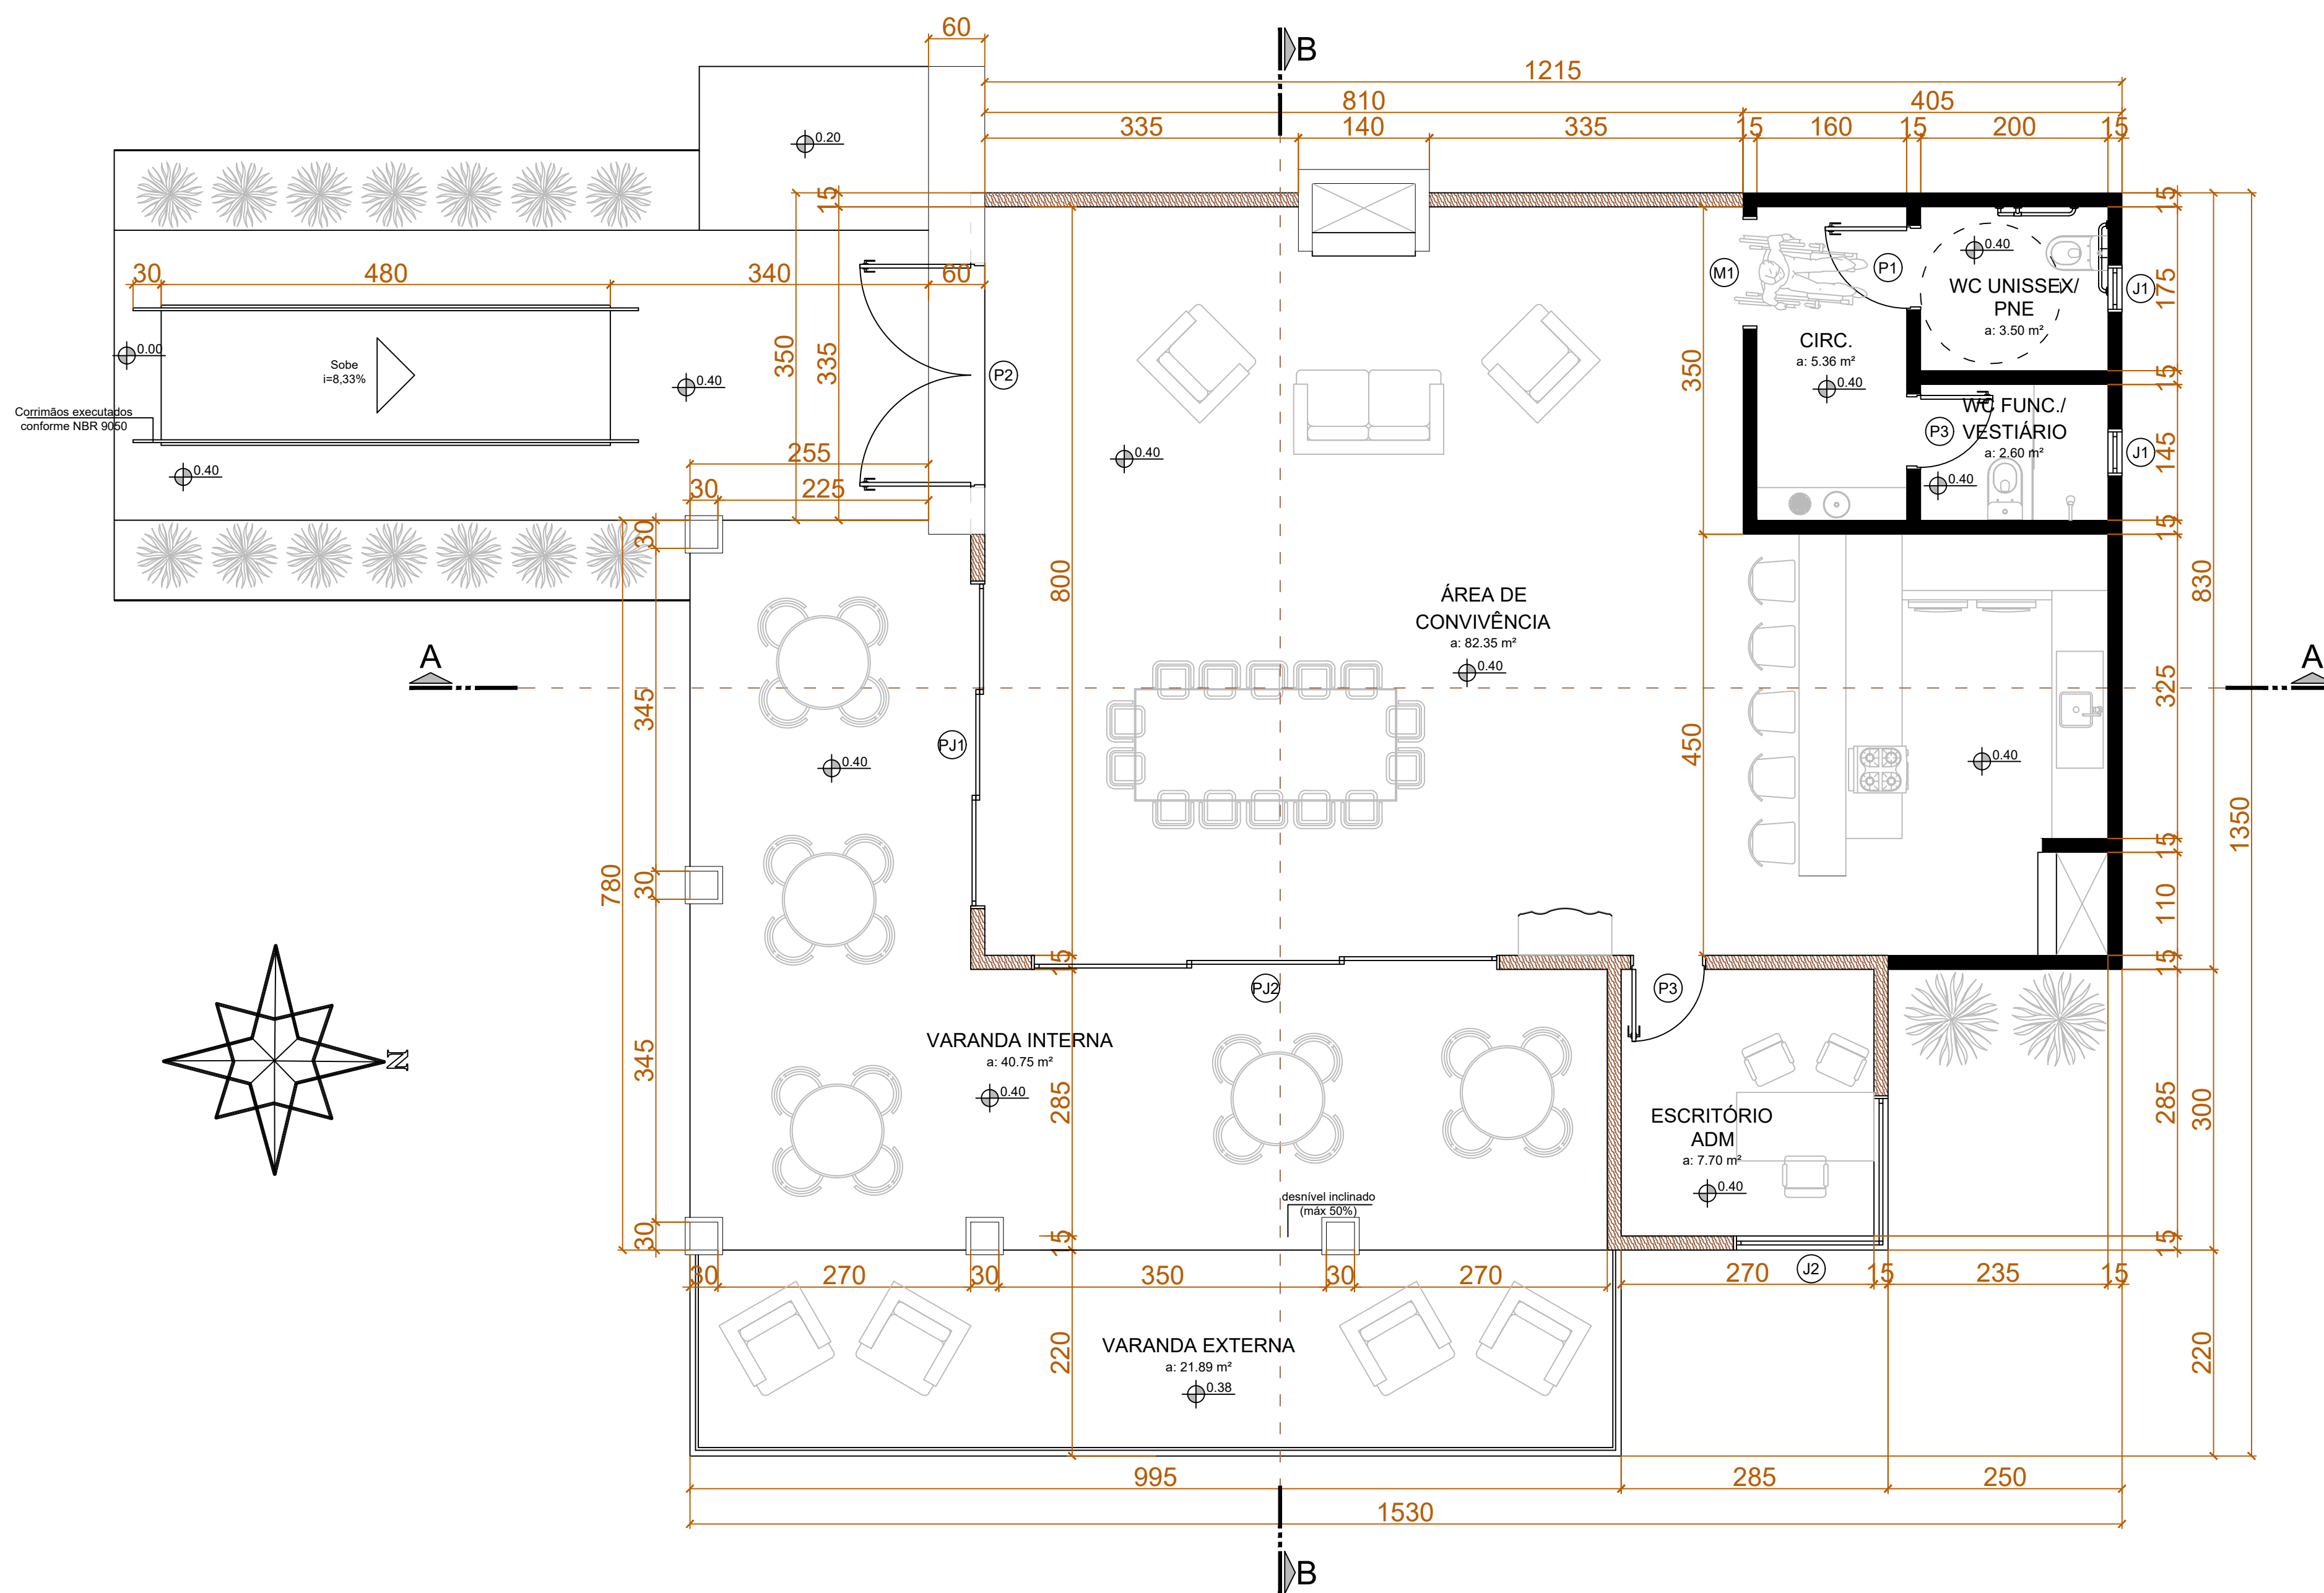 60
B
1215
810
405
335
140
335
15
160
15
200
15
0.20
15
15
30
480
340
60
350
335
0.00
Sobe
i=8,33%
0.40
Corrimãos executados
conforme NBR 9050
0.40
255
30
225
30
P2
0.40
M1
P1
0.40
WC UNISSEX/
PNE
a: 3.50 m²
J1
175
CIRC.
a: 5.36 m²
0.40
350
15
WC FUNC./
VESTIÁRIO
a: 2.60 m²
P3
0.40
J1
145
15
800
830
ÁREA DE
CONVIVÊNCIA
a: 82.35 m²
0.40
A
A
345
325
PJ1
0.40
450
0.40
1350
780
30
15
110
15
15
PJ2
P3
N
VARANDA INTERNA
a: 40.75 m²
0.40
345
285
285
300
ESCRITÓRIO
ADM
a: 7.70 m²
0.40
desnível inclinado
(máx 50%)
30
15
15
30
270
30
350
30
270
270
J2
15
235
15
220
220
VARANDA EXTERNA
a: 21.89 m²
0.38
995
285
250
1530
B